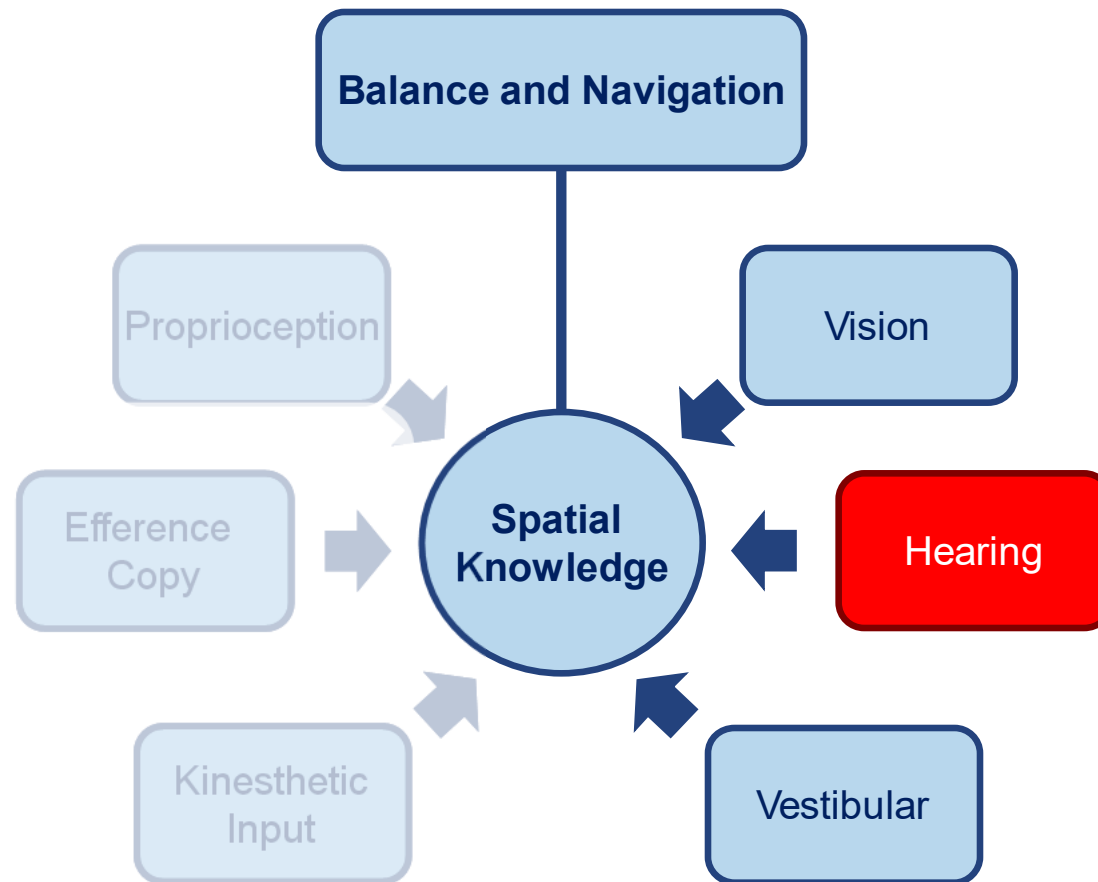 Balance and Navigation
Proprioception
Vision
Efference
Copy
Spatial
Knowledge
Hearing
Kinesthetic
Input
Vestibular